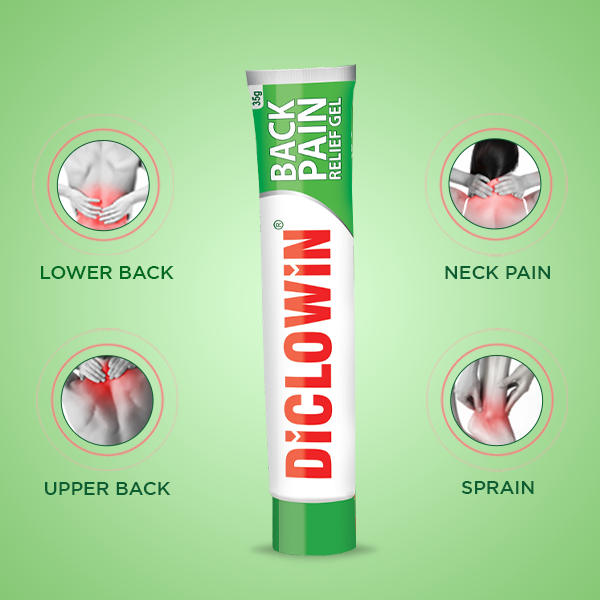 35g
BACK
PAIN
RELIEF GEL
DiCLOWiN®
LOWER BACK
NECK PAIN
UPPER BACK
SPRAIN